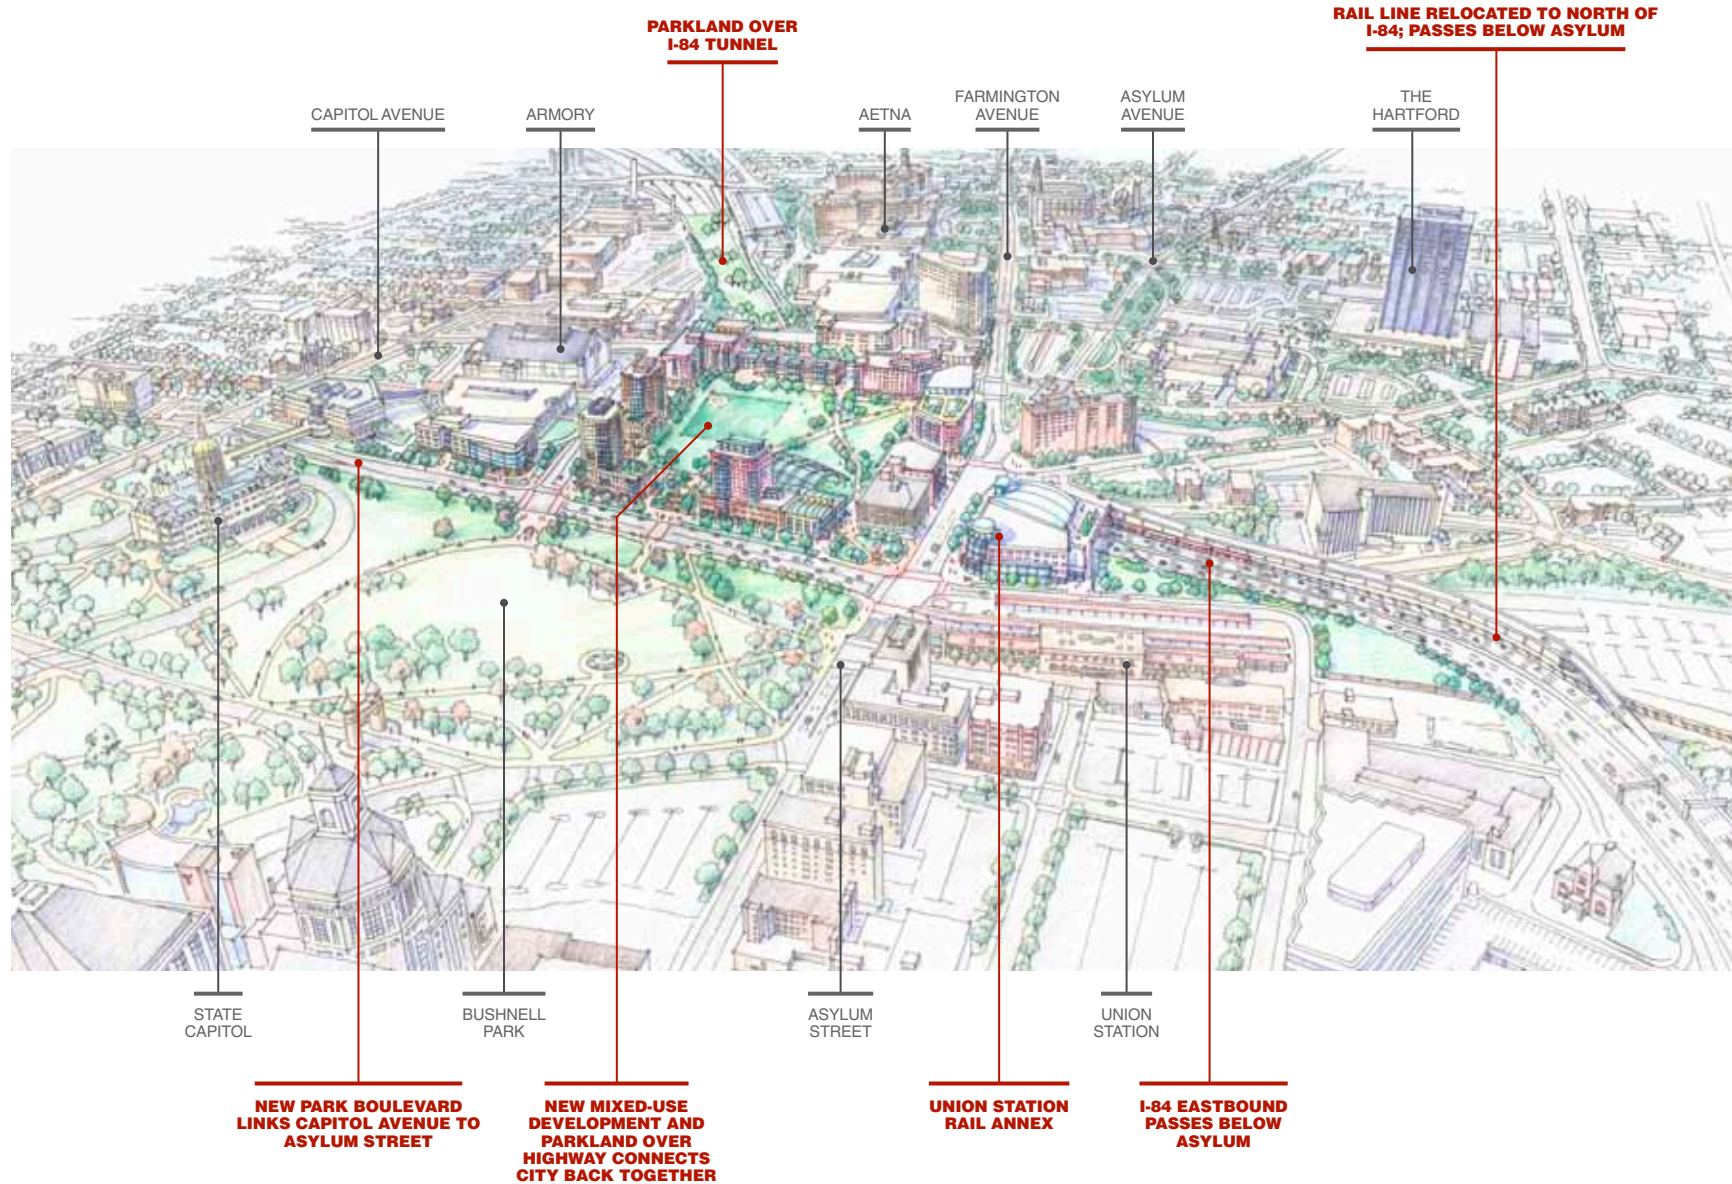 PARKLAND OVER
I-84 TUNNEL
RAIL LINE RELOCATED TO NORTH OF
I-84; PASSES BELOW ASYLUM
CAPITOL AVENUE
ARMORY
AETNA
FARMINGTON
AVENUE
ASYLUM
AVENUE
THE
HARTFORD
STATE
CAPITOL
BUSHNELL
PARK
ASYLUM
STREET
UNION
STATION
NEW PARK BOULEVARD
LINKS CAPITOL AVENUE TO
ASYLUM STREET
NEW MIXED-USE
DEVELOPMENT AND
PARKLAND OVER
HIGHWAY CONNECTS
CITY BACK TOGETHER
UNION STATION
RAIL ANNEX
I-84 EASTBOUND
PASSES BELOW
ASYLUM